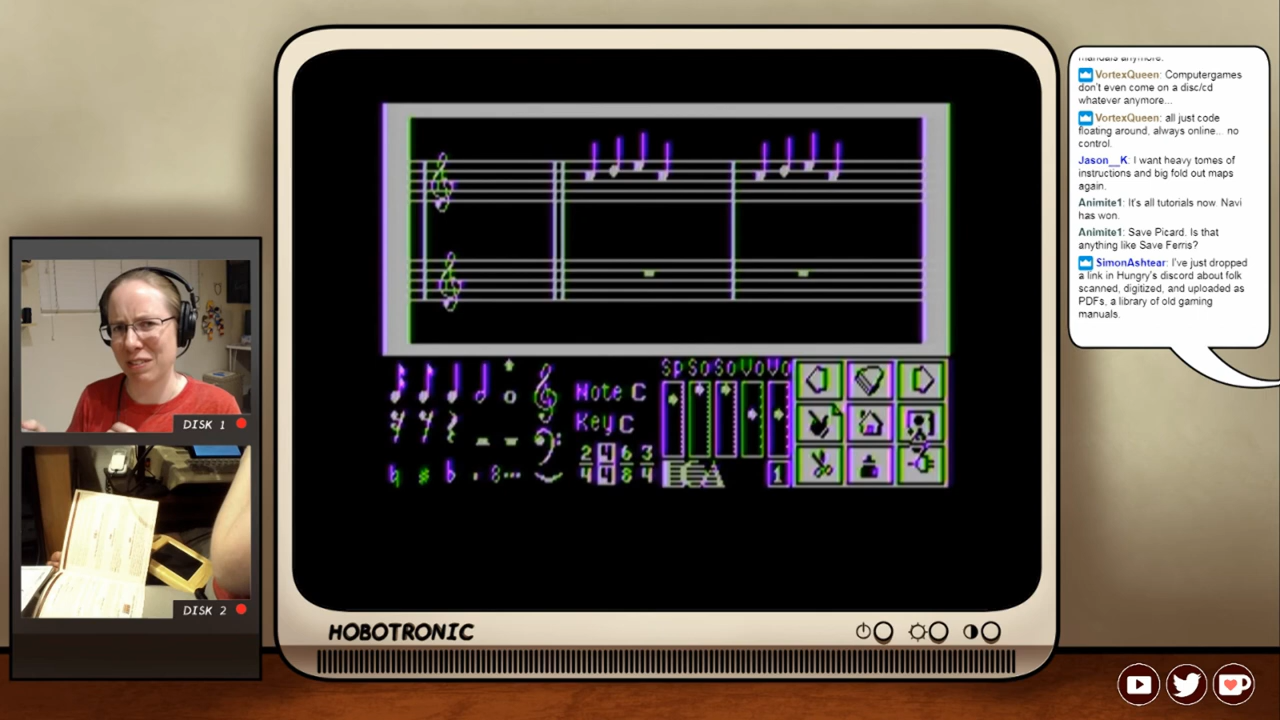 manuals anymore.
VortexQueen: Computergames
don't even come on a disc/cd
whatever anymore...
VortexQueen: all just code
floating around, always online... no
control.
Jason__K: I want heavy tomes of
instructions and big fold out maps
again.
Animite1: It's all tutorials now. Navi
has won.
Animite1: Save Picard. Is that
anything like Save Ferris?
SimonAshtear: I've just dropped
a link in Hungry's discord about folk
scanned, digitized, and uploaded as
PDFs, a library of old gaming
manuals.
Sp So So Vo Vo
Note C
Key C
2 4 6 3
4 4 8 4
1
DISK 1
DISK 2
HOBOTRONIC